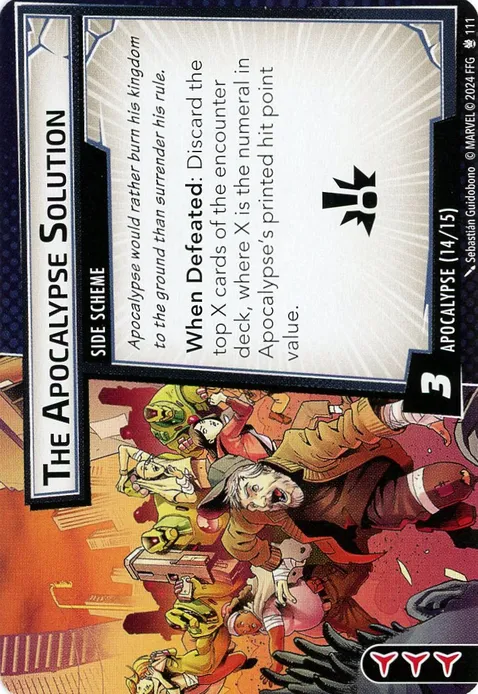 THE APOCALYPSE SOLUTION
SIDE SCHEME
Apocalypse would rather burn his kingdom
to the ground than surrender his rule.
When Defeated: Discard the
top X cards of the encounter
deck, where X is the numeral in
Apocalypse's printed hit point
value.
3
APOCALYPSE (14/15)
Sebastián Guidobono © MARVEL © 2024 FFG 111